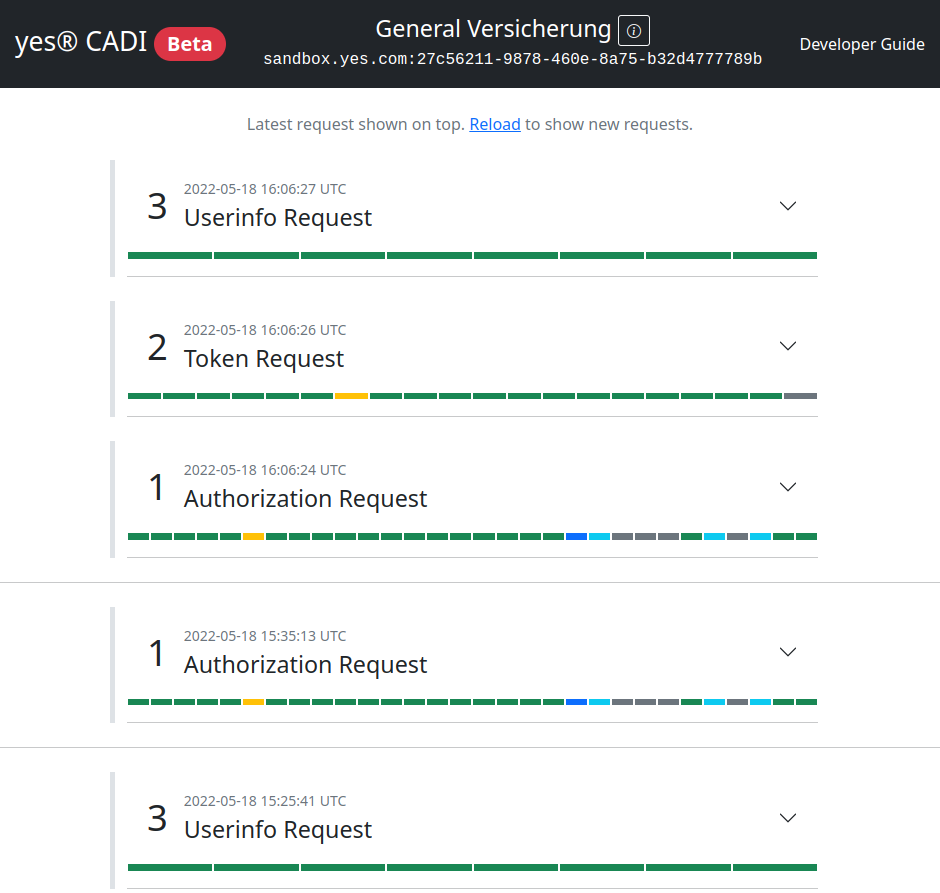 yes® CADI Beta
General Versicherung
sandbox.yes.com:27c56211-9878-460e-8a75-b32d4777789b
Developer Guide
Latest request shown on top. Reload to show new requests.
3
2022-05-18 16:06:27 UTC
Userinfo Request
2
2022-05-18 16:06:26 UTC
Token Request
1
2022-05-18 16:06:24 UTC
Authorization Request
1
2022-05-18 15:35:13 UTC
Authorization Request
3
2022-05-18 15:25:41 UTC
Userinfo Request